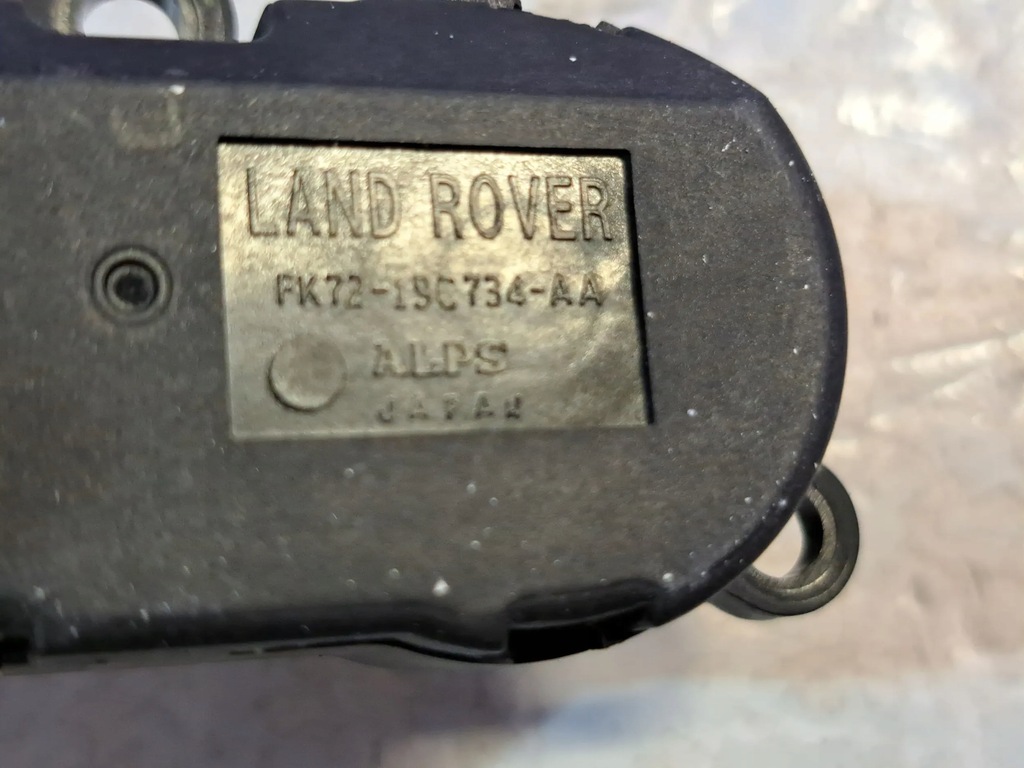 LAND ROVER
FK72-19C734-AA
ALPS
JAPAN